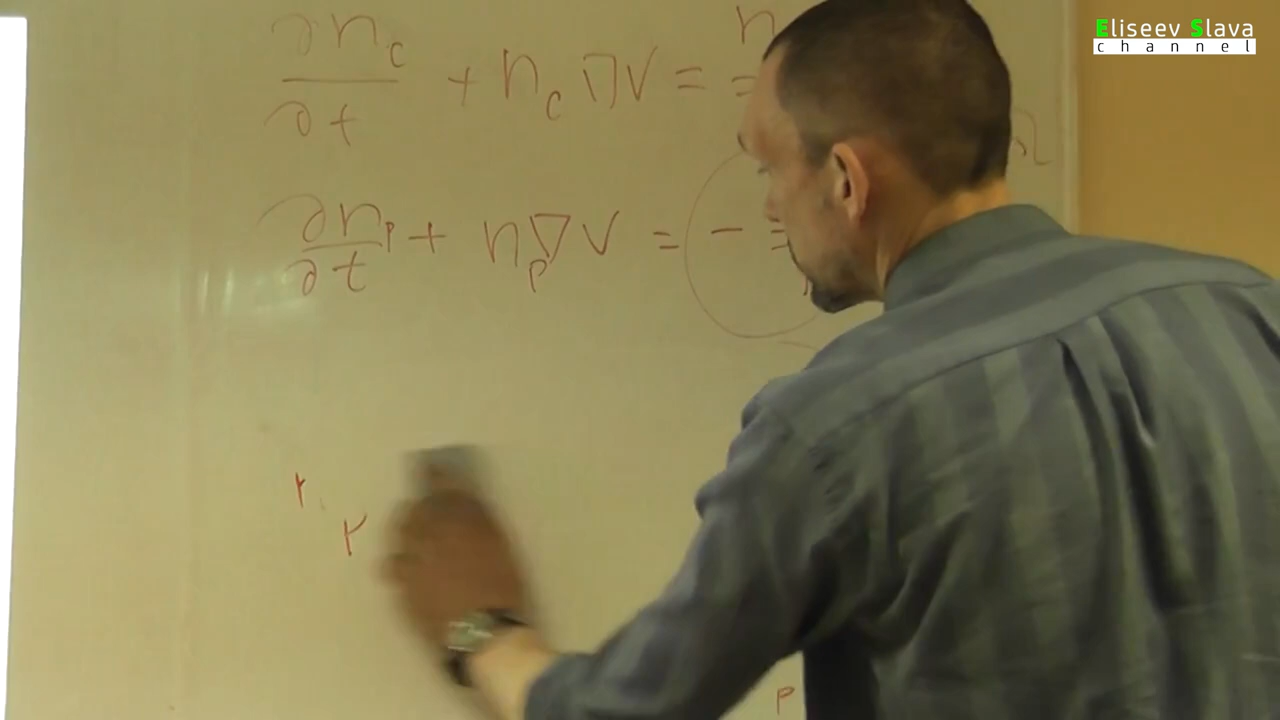 Eliseev Slava
channel
∂n_c/∂t + n_c ∇V = n
∂n_p/∂t + n_p ∇V = -
r
r
P